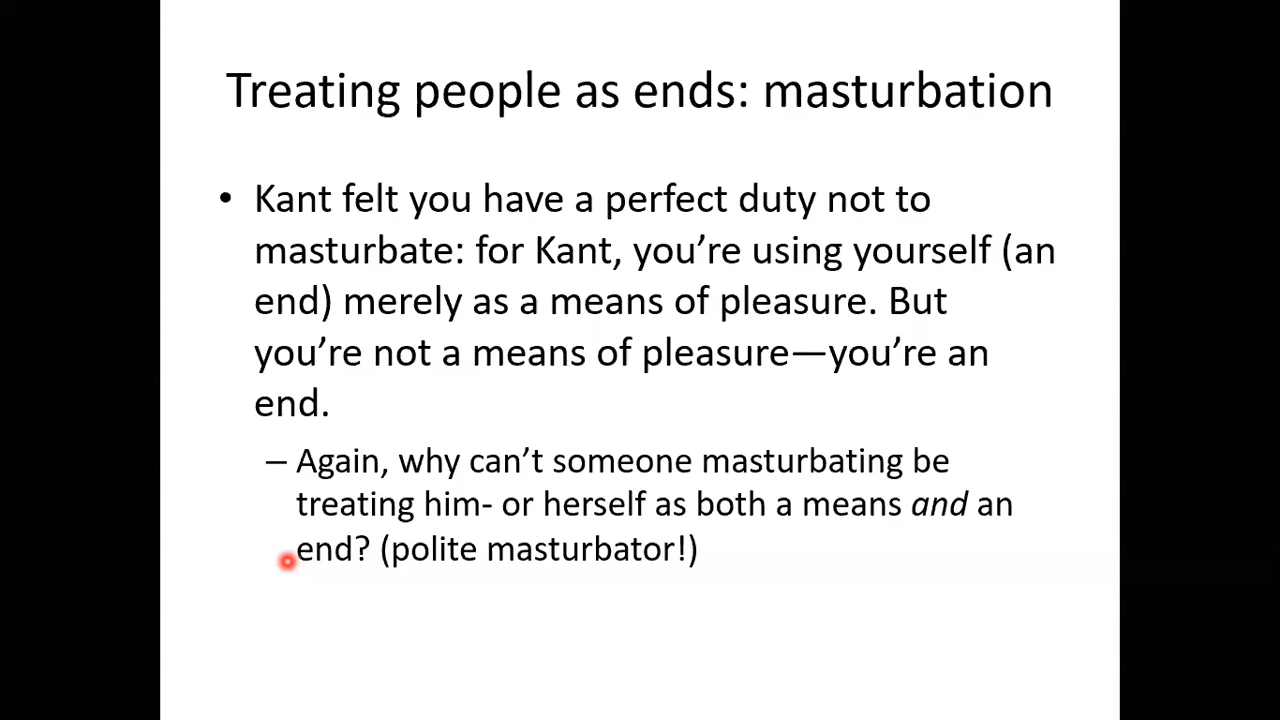 Treating people as ends: masturbation
• Kant felt you have a perfect duty not to
masturbate: for Kant, you’re using yourself (an
end) merely as a means of pleasure. But
you’re not a means of pleasure—you’re an
end.
– Again, why can’t someone masturbating be
treating him- or herself as both a means and an
end? (polite masturbator!)